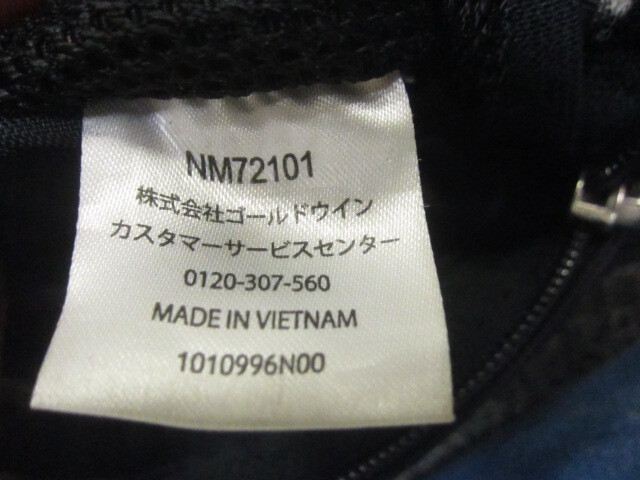 NM72101
株式会社ゴールドウイン
カスタマーサービスセンター
0120-307-560
MADE IN VIETNAM
1010996N00